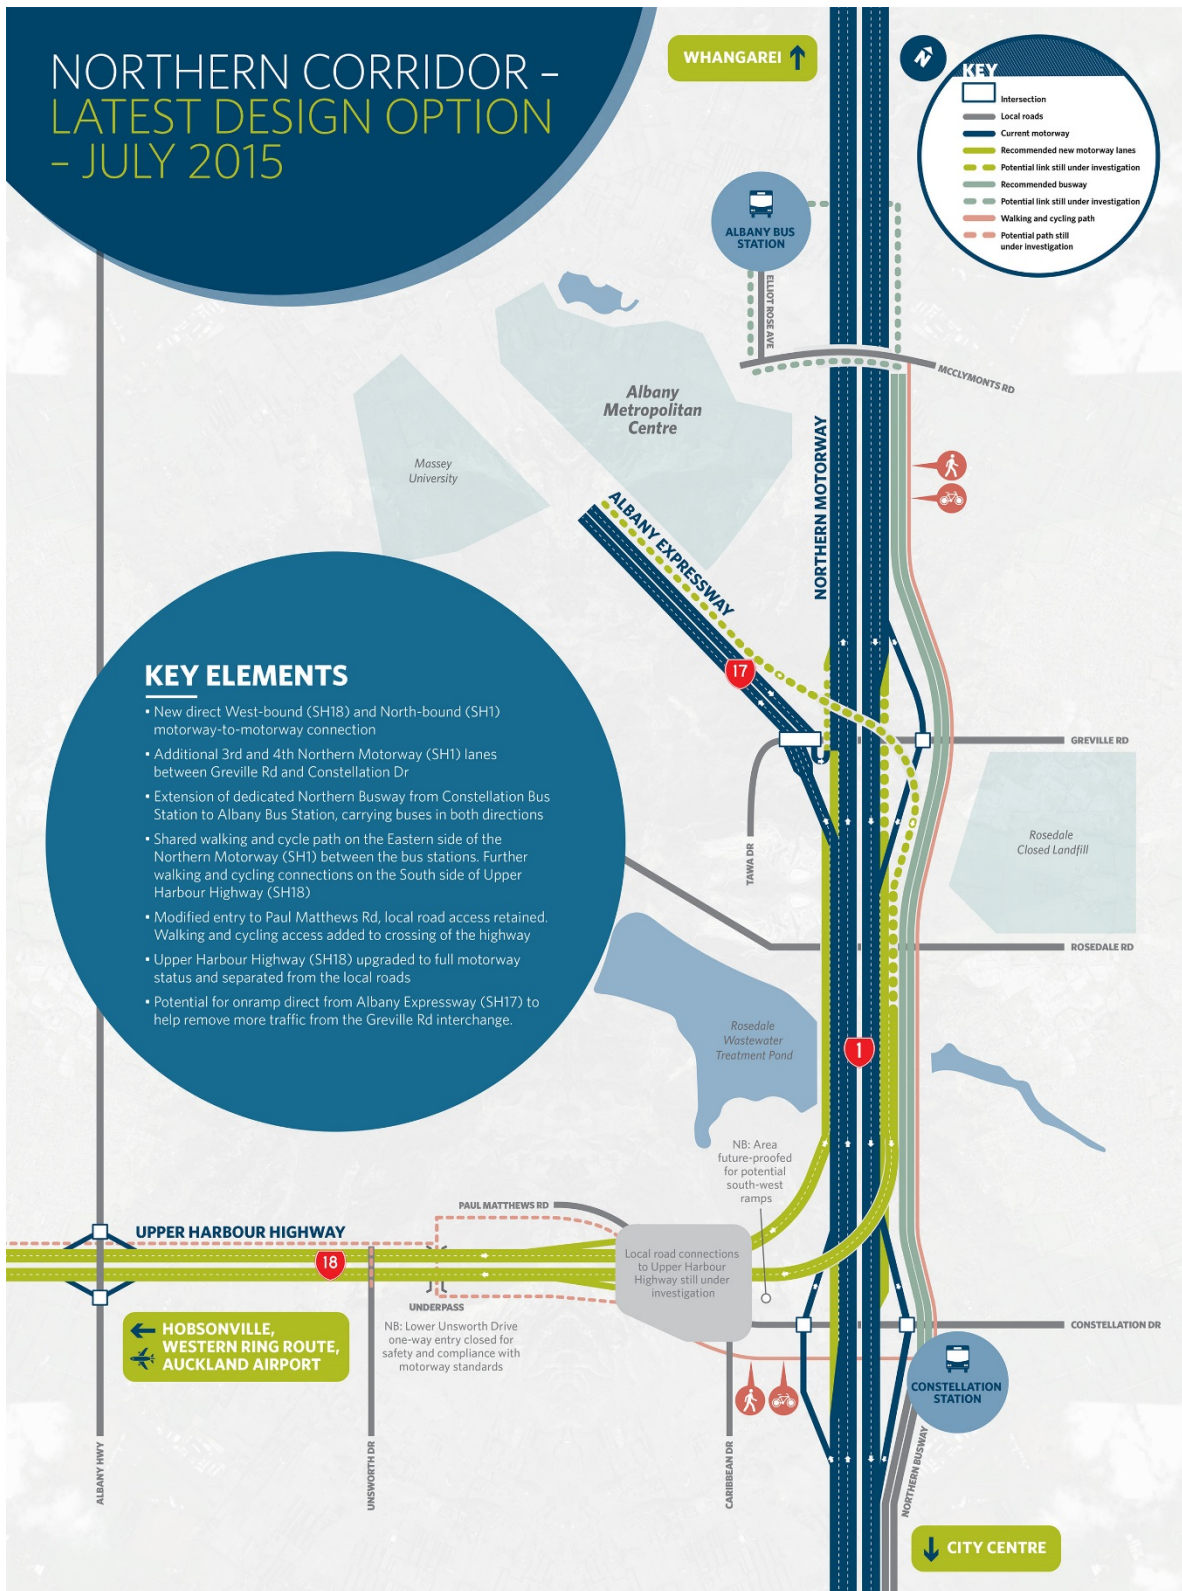 NORTHERN CORRIDOR –
LATEST DESIGN OPTION
– JULY 2015
WHANGAREI
N
KEY
Intersection
Local roads
Current motorway
Recommended new motorway lanes
Potential link still under investigation
Recommended busway
Potential link still under investigation
Walking and cycling path
Potential path still
under investigation
ALBANY BUS
STATION
ELLIOT ROSE AVE
MCCLYMONTS RD
Albany
Metropolitan
Centre
Massey
University
NORTHERN MOTORWAY
ALBANY EXPRESSWAY
17
GREVILLE RD
TAWA DR
Rosedale
Closed Landfill
ROSEDALE RD
KEY ELEMENTS
• New direct West-bound (SH18) and North-bound (SH1)
motorway-to-motorway connection
• Additional 3rd and 4th Northern Motorway (SH1) lanes
between Greville Rd and Constellation Dr
• Extension of dedicated Northern Busway from Constellation Bus
Station to Albany Bus Station, carrying buses in both directions
• Shared walking and cycle path on the Eastern side of the
Northern Motorway (SH1) between the bus stations. Further
walking and cycling connections on the South side of Upper
Harbour Highway (SH18)
• Modified entry to Paul Matthews Rd, local road access retained.
Walking and cycling access added to crossing of the highway
• Upper Harbour Highway (SH18) upgraded to full motorway
status and separated from the local roads
• Potential for onramp direct from Albany Expressway (SH17) to
help remove more traffic from the Greville Rd interchange.
Rosedale
Wastewater
Treatment Pond
1
NB: Area
future-proofed
for potential
south-west
ramps
PAUL MATTHEWS RD
UPPER HARBOUR HIGHWAY
18
Local road connections
to Upper Harbour
Highway still under
investigation
UNDERPASS
NB: Lower Unsworth Drive
one-way entry closed for
safety and compliance with
motorway standards
HOBSONVILLE,
WESTERN RING ROUTE,
AUCKLAND AIRPORT
CONSTELLATION DR
CONSTELLATION
STATION
ALBANY HWY
UNSWORTH DR
CARIBBEAN DR
NORTHERN BUSWAY
CITY CENTRE